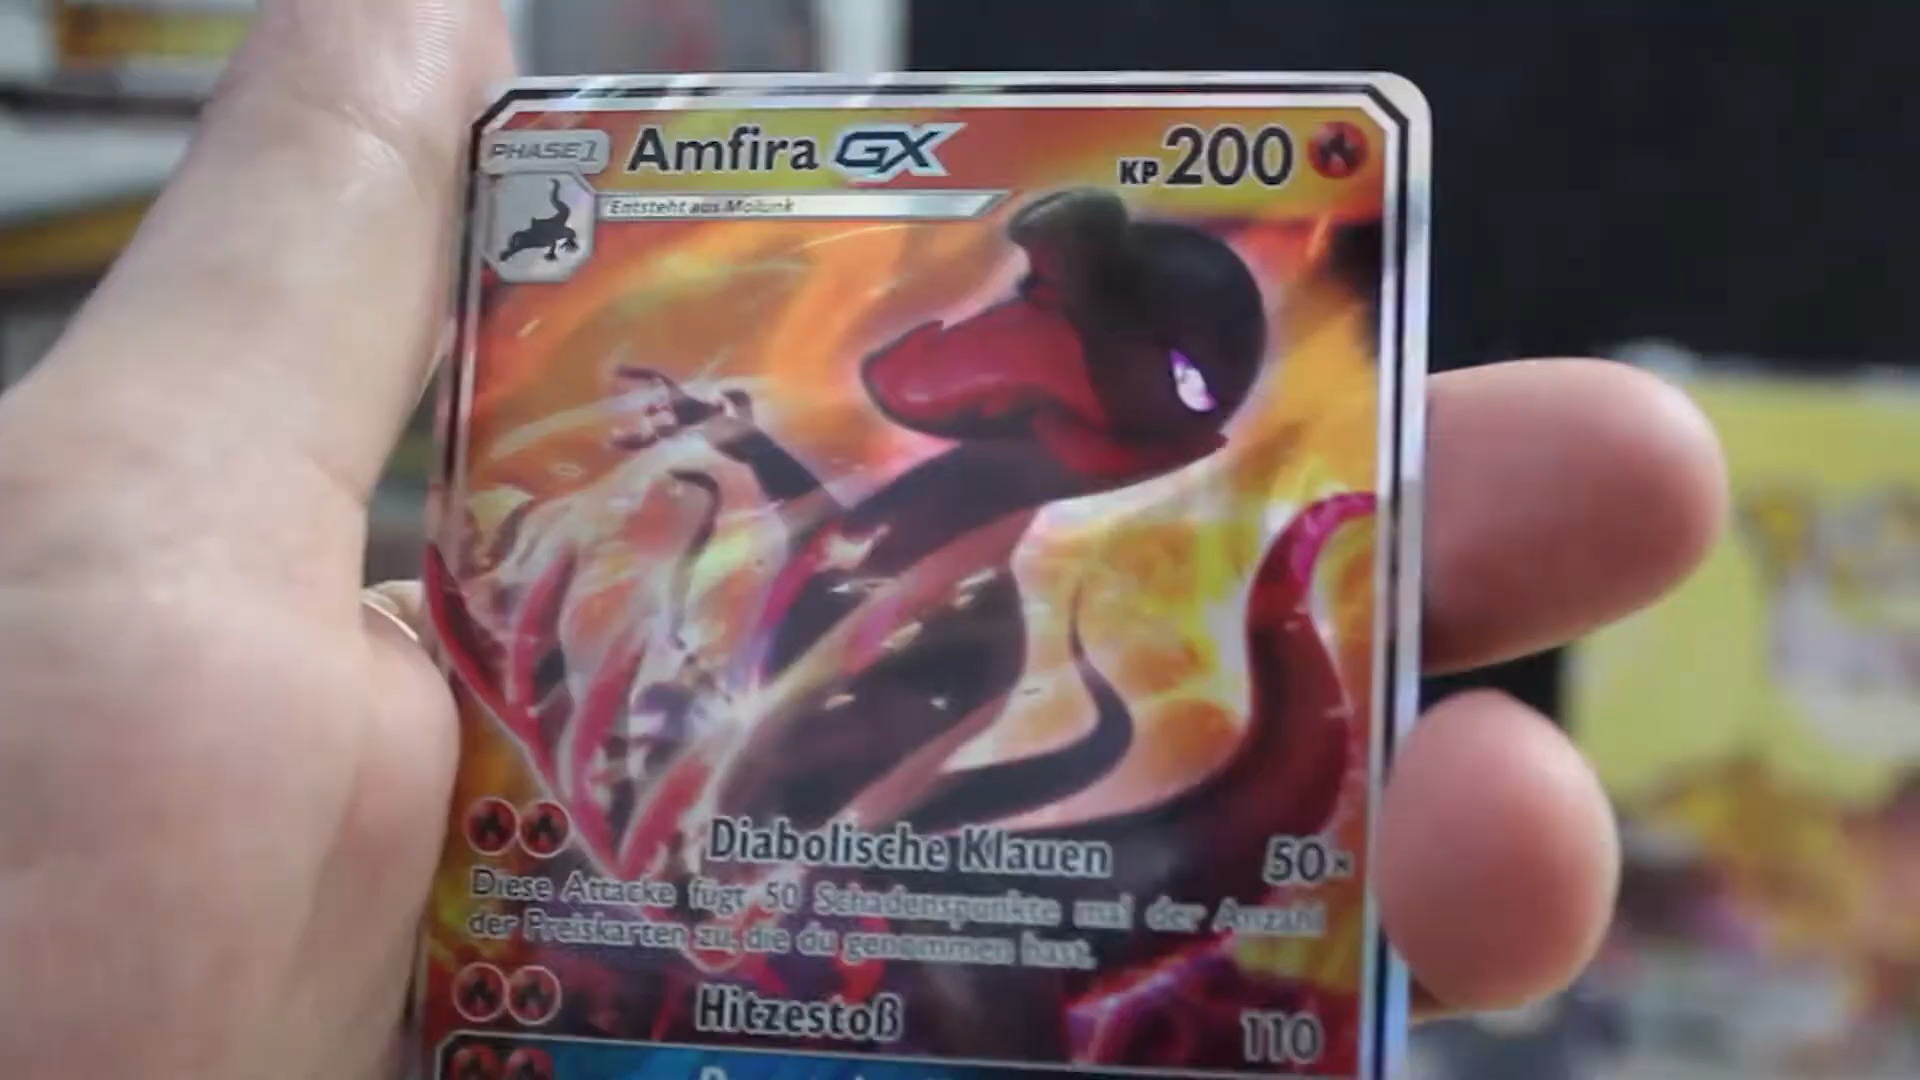 PHASE 1 Amfira GX KP 200
Entsteht aus Molunk
Diabolische Klauen 50×
Diese Attacke fügt 50 Schadenspunkte mal der Anzahl
der Preiskarten zu, die du genommen hast.
Hitzestoß 110